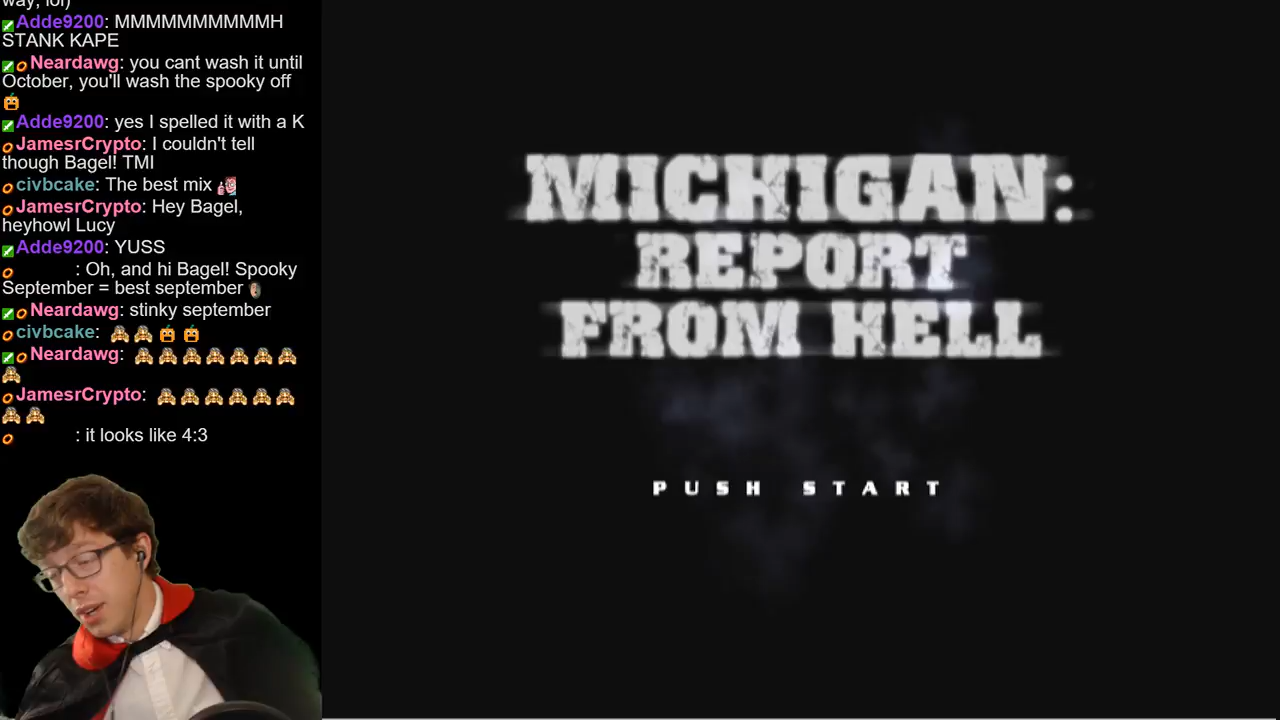 way, lol)
Adde9200: MMMMMMMMMMH
STANK KAPE
Neardawg: you cant wash it until
October, you'll wash the spooky off
Adde9200: yes I spelled it with a K
JamesrCrypto: I couldn't tell
though Bagel! TMI
civbcake: The best mix
JamesrCrypto: Hey Bagel,
heyhowl Lucy
Adde9200: YUSS
: Oh, and hi Bagel! Spooky
September = best september
Neardawg: stinky september
civbcake:
Neardawg:
JamesrCrypto:
: it looks like 4:3
MICHIGAN:
REPORT
FROM HELL
PUSH START